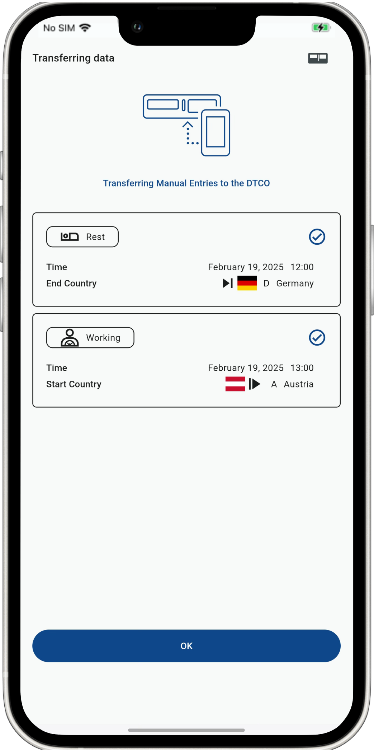 No SIM
Transferring data
Transferring Manual Entries to the DTCO
Rest
Time February 19, 2025 12:00
End Country D Germany
Working
Time February 19, 2025 13:00
Start Country A Austria
OK